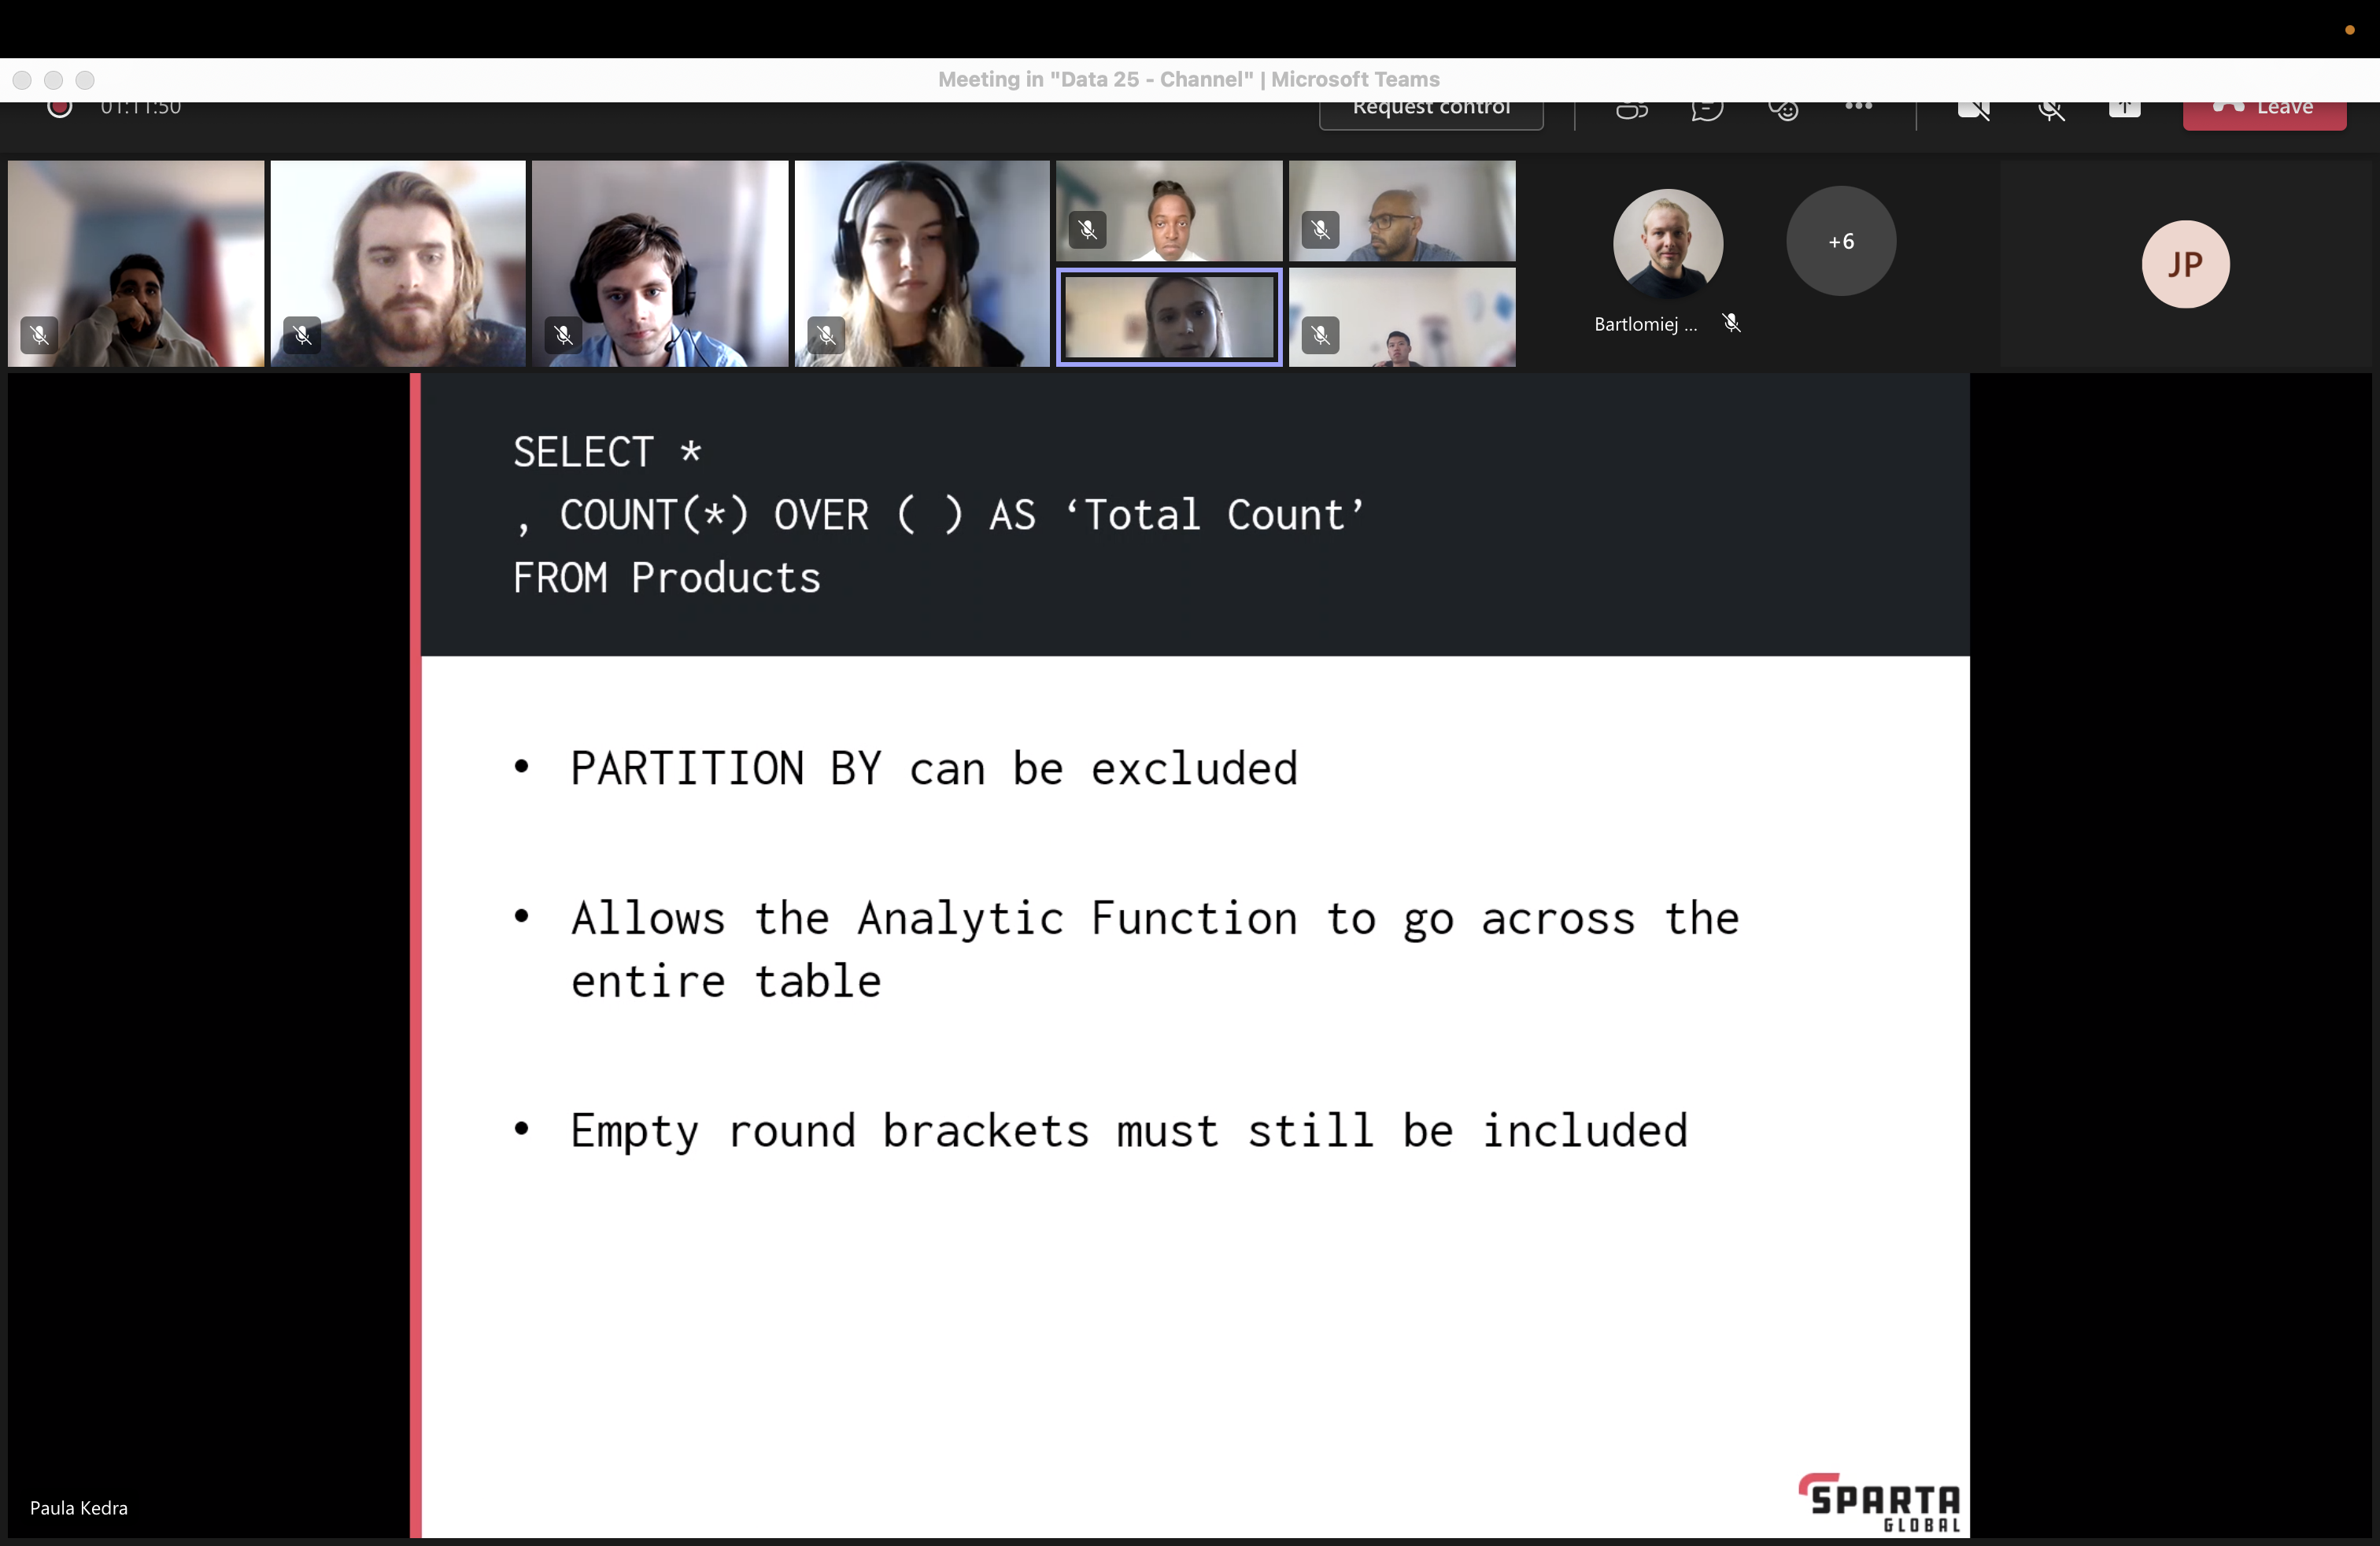 Meeting in "Data 25 - Channel" | Microsoft Teams
01:11:50
Request control
Leave
Bartlomiej ...
+6
JP
SELECT *
, COUNT(*) OVER ( ) AS ‘Total Count’
FROM Products
• PARTITION BY can be excluded
• Allows the Analytic Function to go across the
entire table
• Empty round brackets must still be included
Paula Kedra
SPARTA
GLOBAL